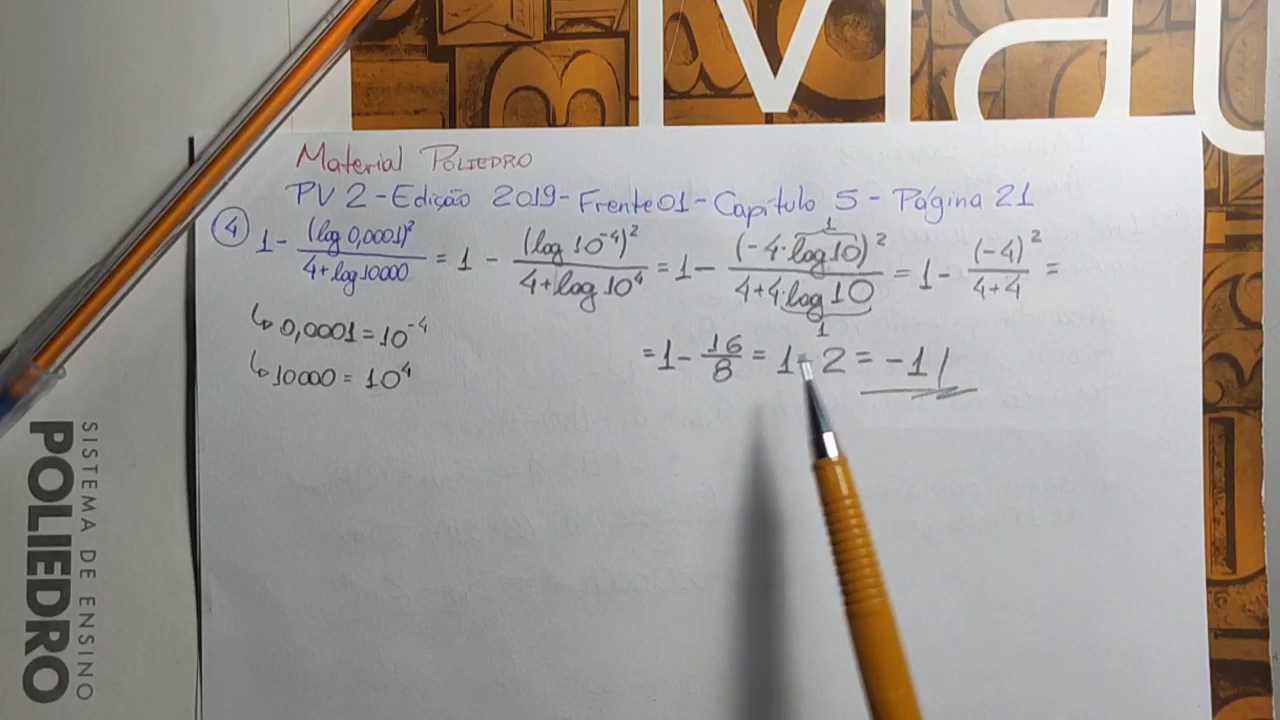 Mat
Material POLIEDRO
PV 2-Edição 2019-Frente 01-Capítulo 5-Página 21
4 1 - (log 0,0001)²/(4+log 10000) = 1 - (log 10⁻⁴)²/(4+log 10⁴) = 1 - (-4·log 10)²/(4+4·log 10) = 1 - (-4)²/(4+4) =
1
1
↳ 0,0001 = 10⁻⁴
= 1 - 16/8 = 1 - 2 = -1 /
↳ 10000 = 10⁴
SISTEMA DE ENSINO
POLIEDRO